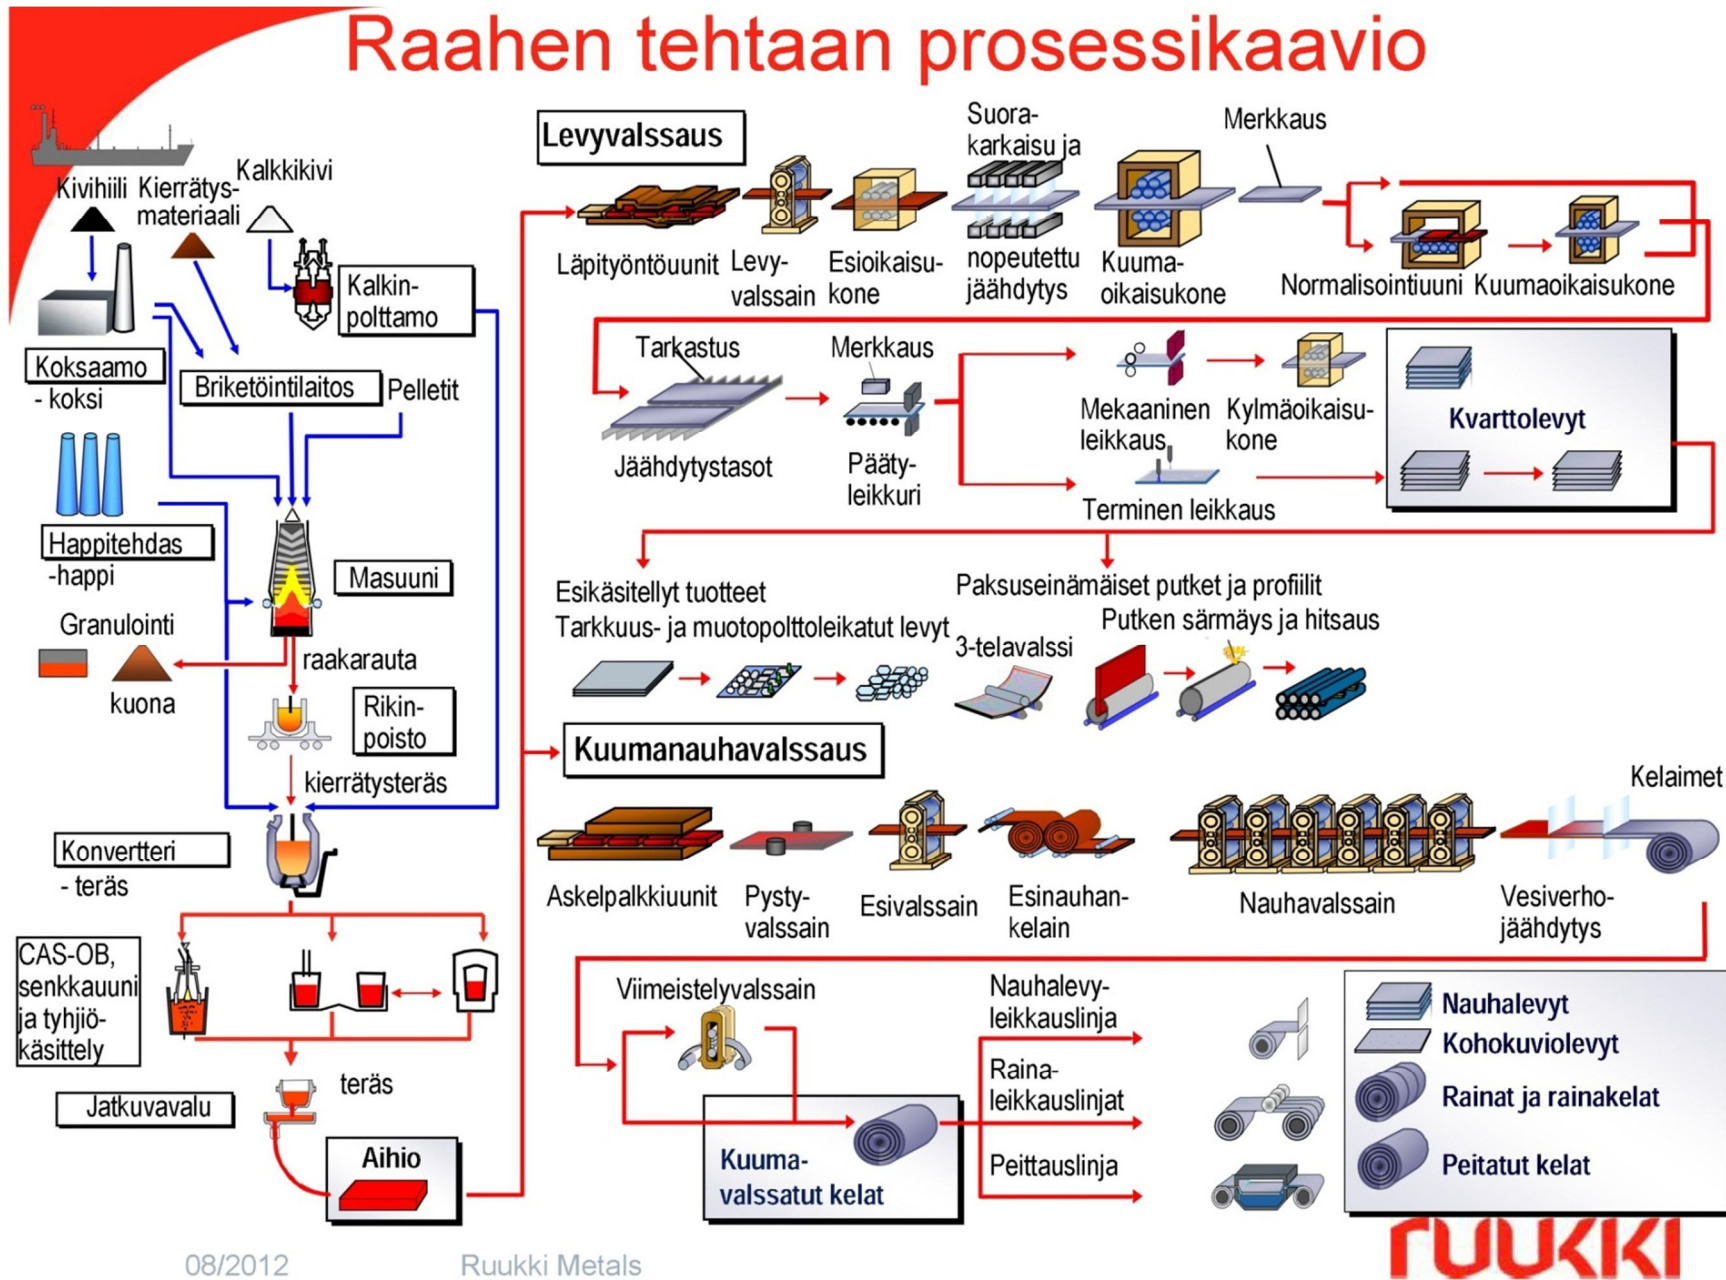 Raahen tehtaan prosessikaavio
Kivihiili
Kierrätys-
materiaali
Kalkkikivi
Kalkin-
polttamo
Koksaamo
- koksi
Briketöintilaitos
Pelletit
Happitehdas
-happi
Masuuni
Granulointi
raakarauta
kuona
Rikin-
poisto
kierrätysteräs
Konvertteri
- teräs
CAS-OB,
senkkauuni
ja tyhjiö-
käsittely
teräs
Jatkuvavalu
Aihio
Levyvalssaus
Läpityöntöuunit
Levy-
valssain
Esioikaisu-
kone
Suora-
karkaisu ja
nopeutettu
jäähdytys
Kuuma-
oikaisukone
Merkkaus
Normalisointiuuni
Kuumaoikaisukone
Tarkastus
Jäähdytystasot
Merkkaus
Pääty-
leikkuri
Mekaaninen
leikkaus
Kylmäoikaisu-
kone
Terminen leikkaus
Kvarttolevyt
Esikäsitellyt tuotteet
Tarkkuus- ja muotopolttoleikatut levyt
Paksuseinämäiset putket ja profiilit
Putken särmäys ja hitsaus
3-telavalssi
Kuumanauhavalssaus
Kelaimet
Askelpalkkiuunit
Pysty-
valssain
Esivalssain
Esinauhan-
kelain
Nauhavalssain
Vesiverho-
jäähdytys
Viimeistelyvalssain
Kuuma-
valssatut kelat
Nauhalevy-
leikkauslinja
Raina-
leikkauslinjat
Peittauslinja
Nauhalevyt
Kohokuviolevyt
Rainat ja rainakelat
Peitatut kelat
08/2012
Ruukki Metals
RUUKKI